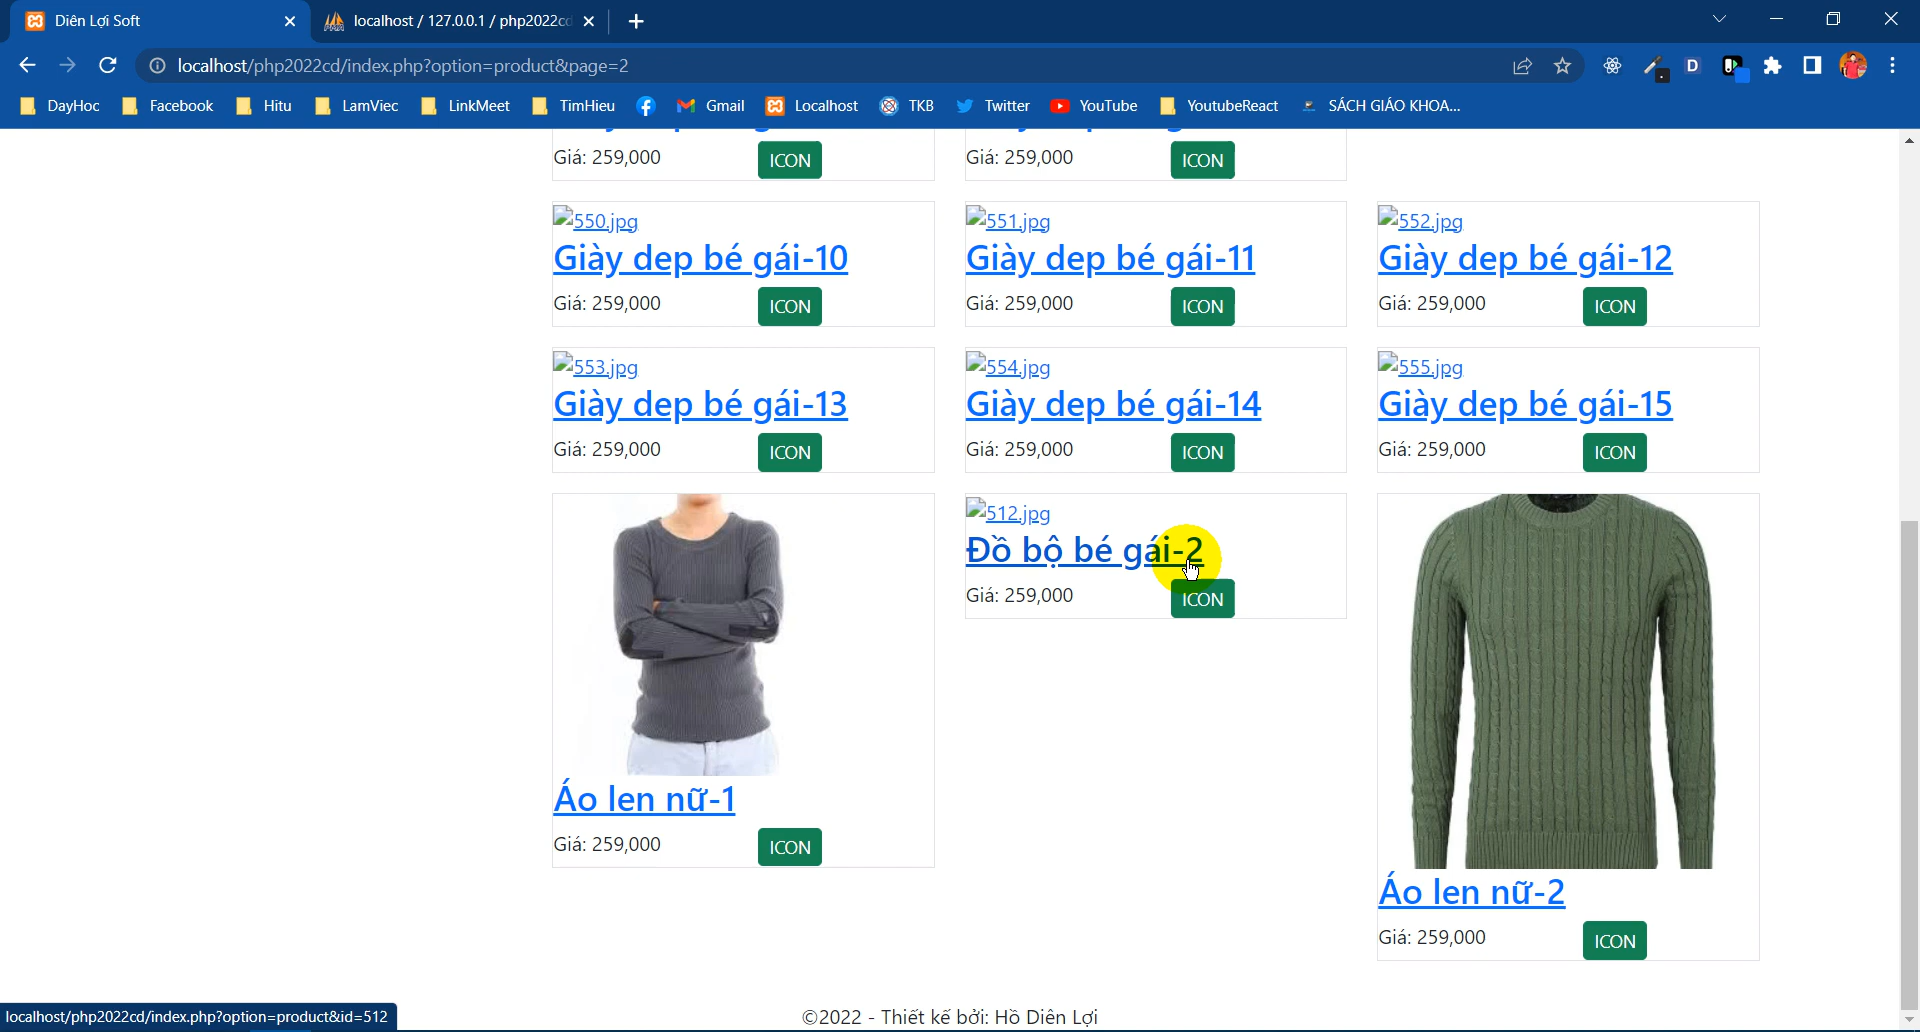 Diên Lợi Soft
localhost / 127.0.0.1 / php2022cd
localhost/php2022cd/index.php?option=product&page=2
DayHoc Facebook Hitu LamViec LinkMeet TimHieu Gmail Localhost TKB Twitter YouTube YoutubeReact SÁCH GIÁO KHOA...
Giá: 259,000 ICON Giá: 259,000 ICON
550.jpg 551.jpg 552.jpg
Giày dep bé gái-10 Giày dep bé gái-11 Giày dep bé gái-12
Giá: 259,000 ICON Giá: 259,000 ICON Giá: 259,000 ICON
553.jpg 554.jpg 555.jpg
Giày dep bé gái-13 Giày dep bé gái-14 Giày dep bé gái-15
Giá: 259,000 ICON Giá: 259,000 ICON Giá: 259,000 ICON
512.jpg
Đồ bộ bé gái-2
Giá: 259,000 ICON
Áo len nữ-1
Giá: 259,000 ICON
Áo len nữ-2
Giá: 259,000 ICON
©2022 - Thiết kế bởi: Hồ Diên Lợi
localhost/php2022cd/index.php?option=product&id=512